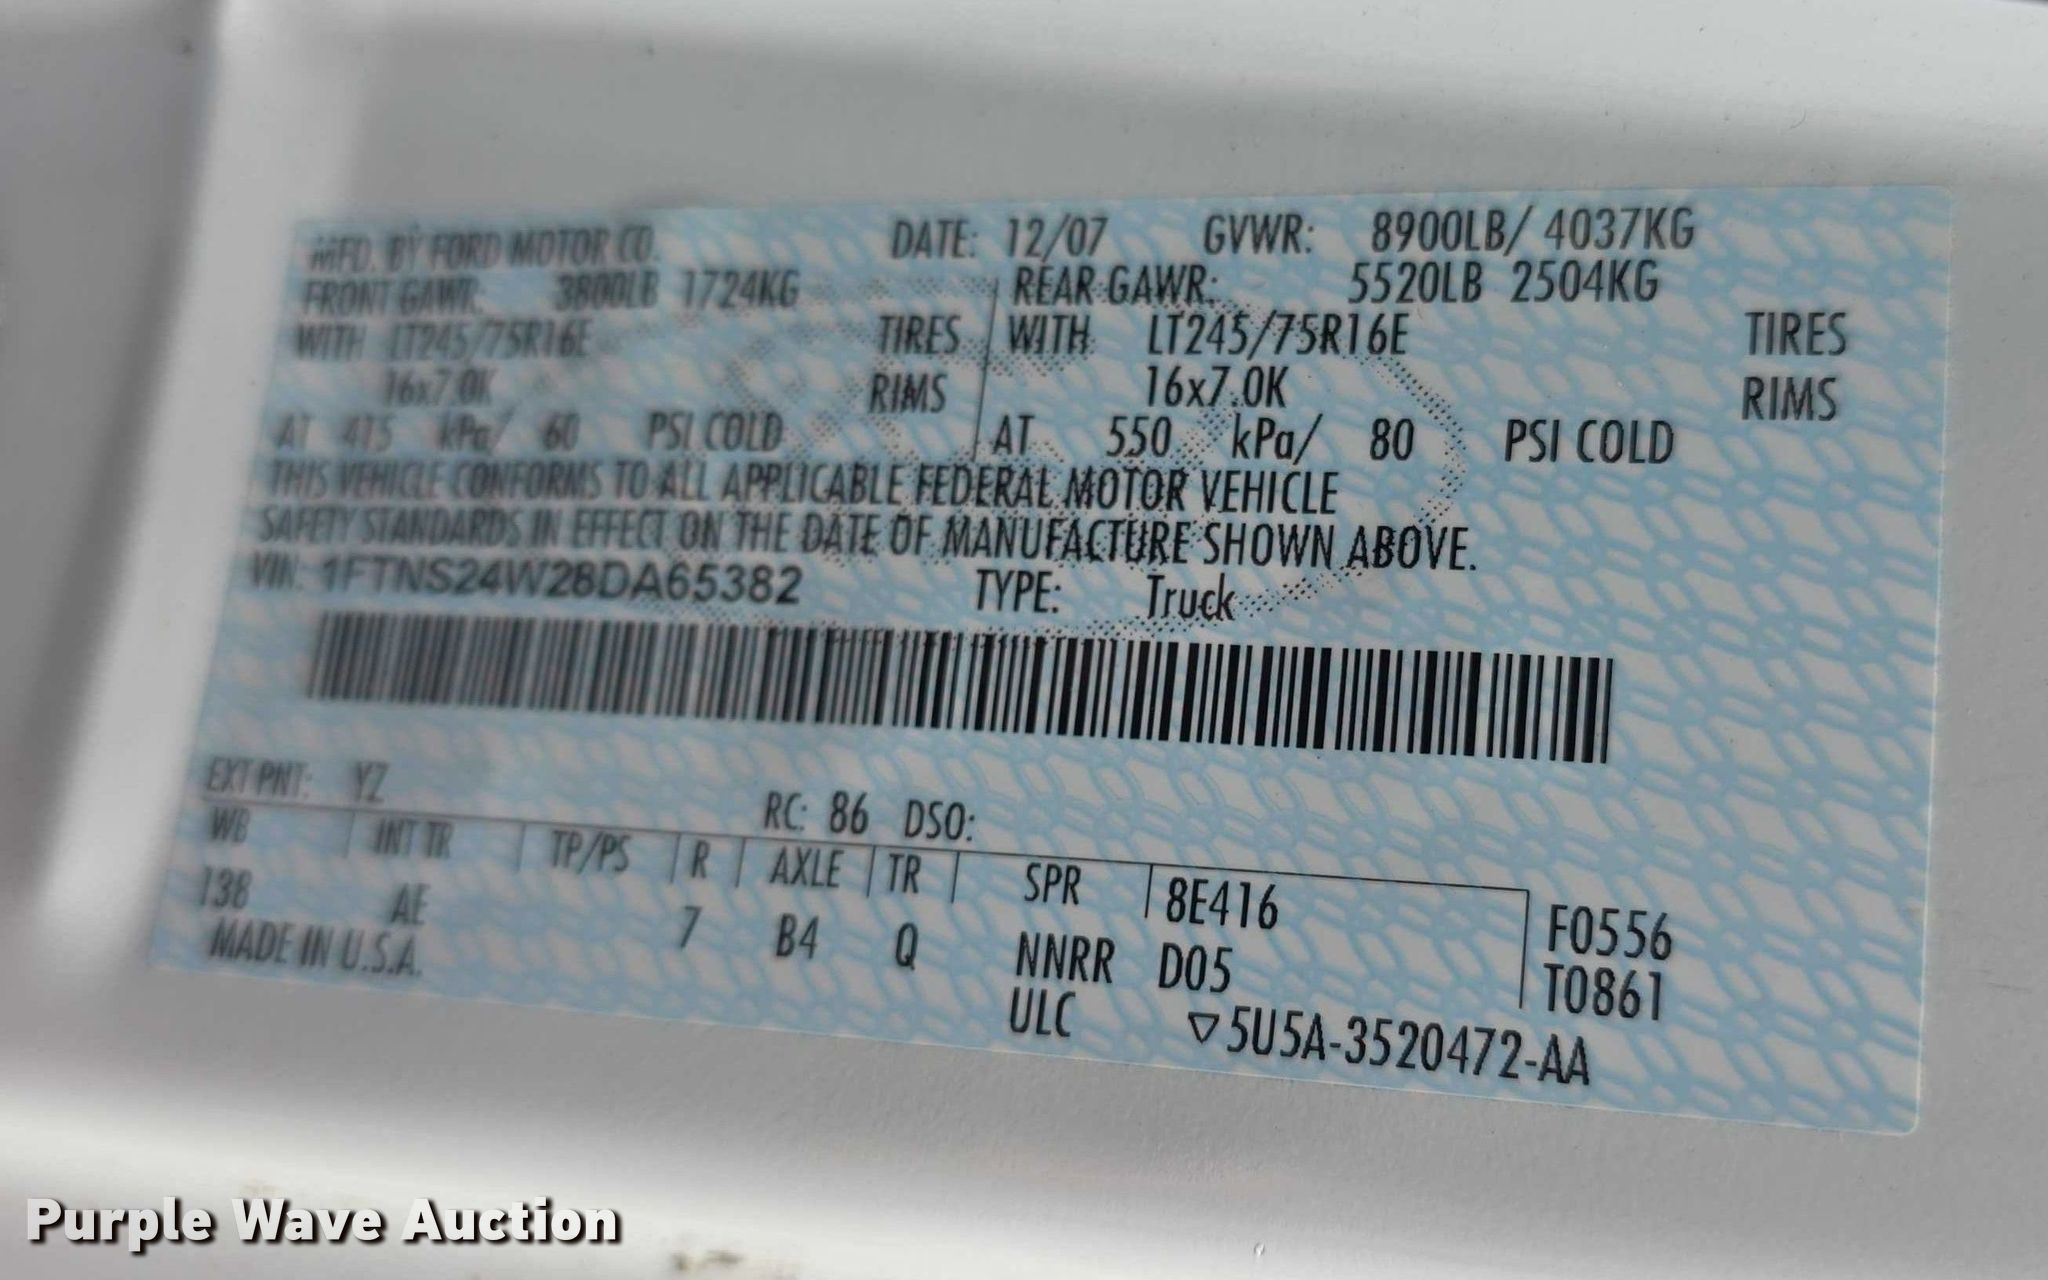 MFD. BY FORD MOTOR CO. DATE: 12/07 GVWR: 8900LB/ 4037KG
FRONT GAWR: 3800LB 1724KG REAR GAWR: 5520LB 2504KG
WITH LT245/75R16E TIRES WITH LT245/75R16E TIRES
16x7.0K RIMS 16x7.0K RIMS
AT 415 kPa/ 60 PSI COLD AT 550 kPa/ 80 PSI COLD
THIS VEHICLE CONFORMS TO ALL APPLICABLE FEDERAL MOTOR VEHICLE
SAFETY STANDARDS IN EFFECT ON THE DATE OF MANUFACTURE SHOWN ABOVE.
VIN: 1FTNS24W28DA65382 TYPE: Truck
EXT PNT: YZ RC: 86 DSO:
WB INT TR TP/PS R AXLE TR SPR 8E416 F0556
138 AE 7 B4 Q NNRR D05 T0861
MADE IN U.S.A. ULC ▽5U5A-3520472-AA
Purple Wave Auction